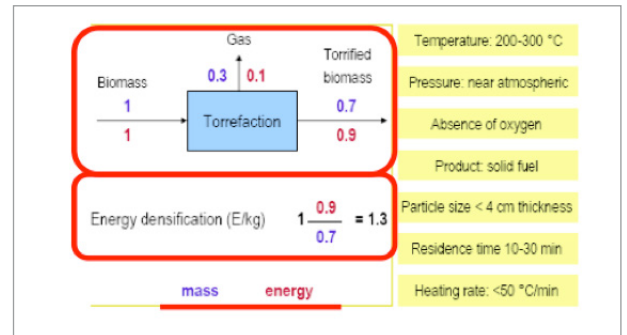 Gas
Torrified
biomass
Biomass
0.3 0.1
1
0.7
Torrefaction
1
0.9
Energy densification (E/kg) 1 0.9 / 0.7 = 1.3
mass energy
Temperature: 200-300 °C
Pressure: near atmospheric
Absence of oxygen
Product: solid fuel
Particle size < 4 cm thickness
Residence time 10-30 min
Heating rate: <50 °C/min